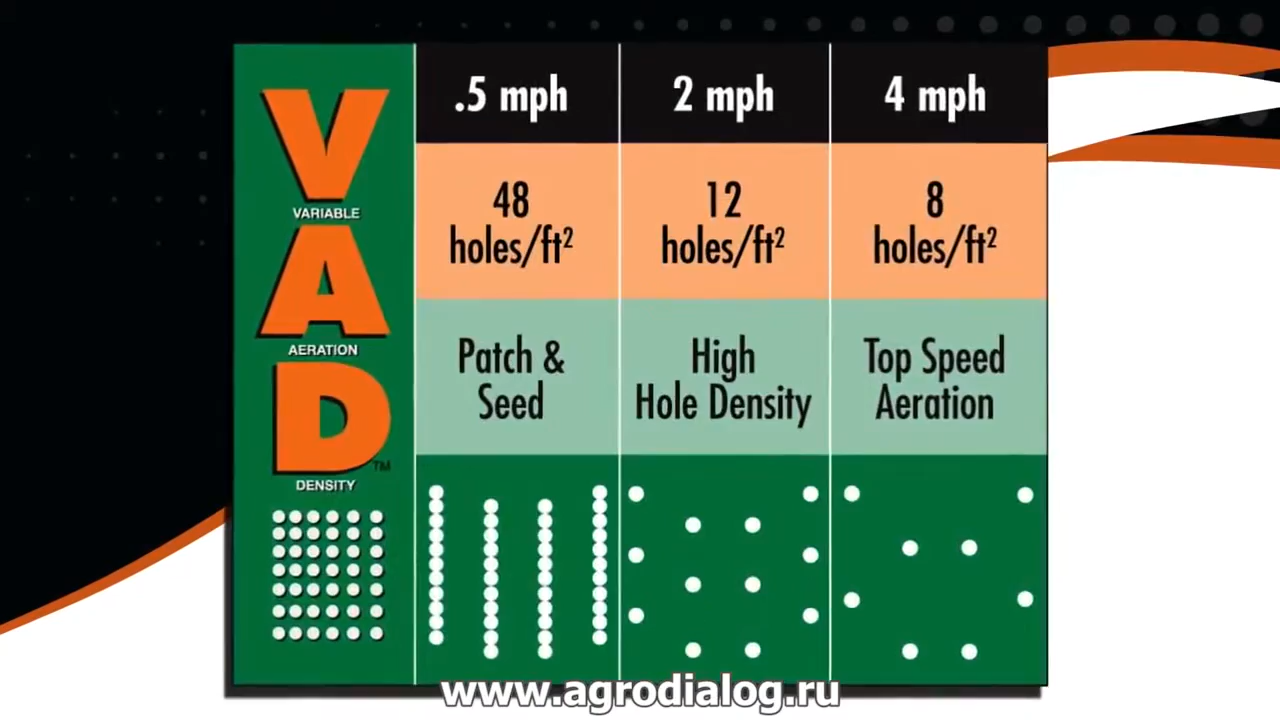 V
VARIABLE
A
AERATION
D™
DENSITY
.5 mph
2 mph
4 mph
48
holes/ft²
12
holes/ft²
8
holes/ft²
Patch &
Seed
High
Hole Density
Top Speed
Aeration
www.agrodialog.ru